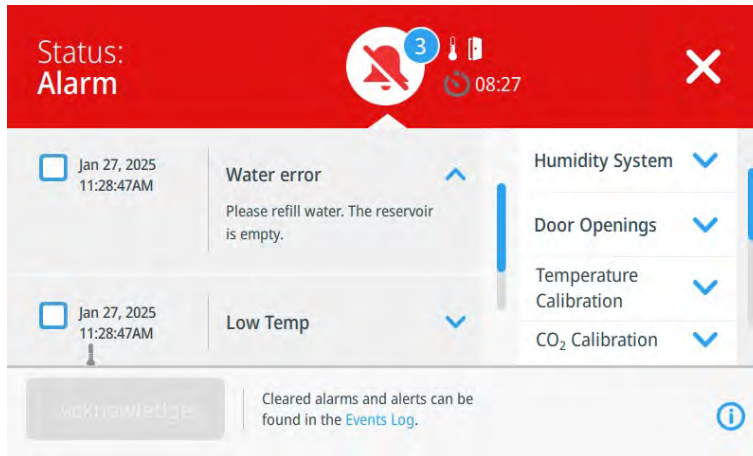 Status:
Alarm
3
08:27
Jan 27, 2025
11:28:47AM
Water error
Please refill water. The reservoir
is empty.
Jan 27, 2025
11:28:47AM
Low Temp
Humidity System
Door Openings
Temperature
Calibration
CO₂ Calibration
Acknowledge
Cleared alarms and alerts can be
found in the Events Log.